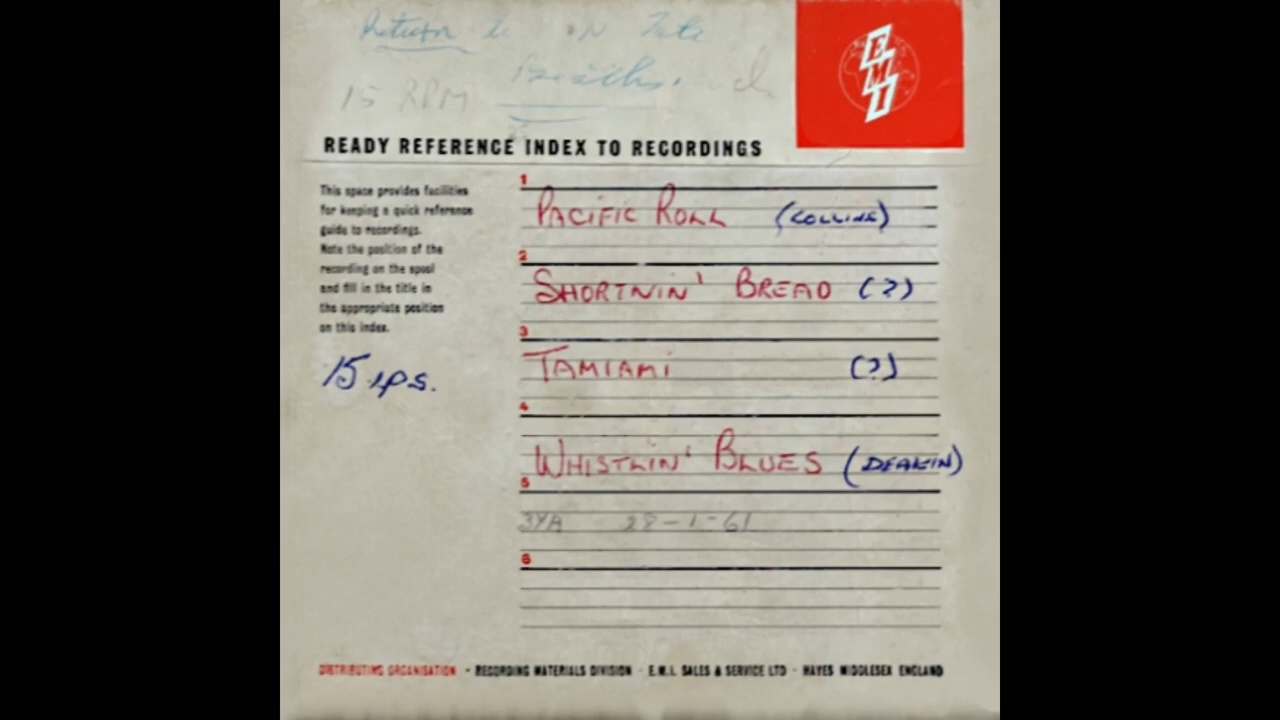 Return to
EMI
15 RPM
READY REFERENCE INDEX TO RECORDINGS
This space provides facilities
for keeping a quick reference
guide to recordings.
Note the position of the
recording on the spool
and fill in the title in
the appropriate position
on this index.
15 ips.
1
PACIFIC ROLL (COLLINS)
2
SHORTNIN' BREAD (?)
3
TAMIAMI (?)
4
WHISTLIN' BLUES (DEAKIN)
5
28-1-61
6
DISTRIBUTING ORGANISATION · RECORDING MATERIALS DIVISION · E.M.I. SALES & SERVICE LTD · HAYES MIDDLESEX ENGLAND